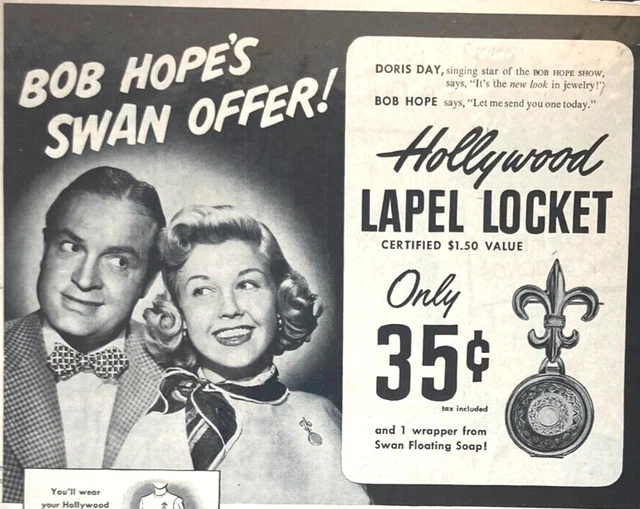 BOB HOPE'S
SWAN OFFER!
DORIS DAY, singing star of the BOB HOPE SHOW,
says, "It's the new look in jewelry!"
BOB HOPE says, "Let me send you one today."
Hollywood
LAPEL LOCKET
CERTIFIED $1.50 VALUE
Only
35¢
tax included
and 1 wrapper from
Swan Floating Soap!
You'll wear
your Hollywood